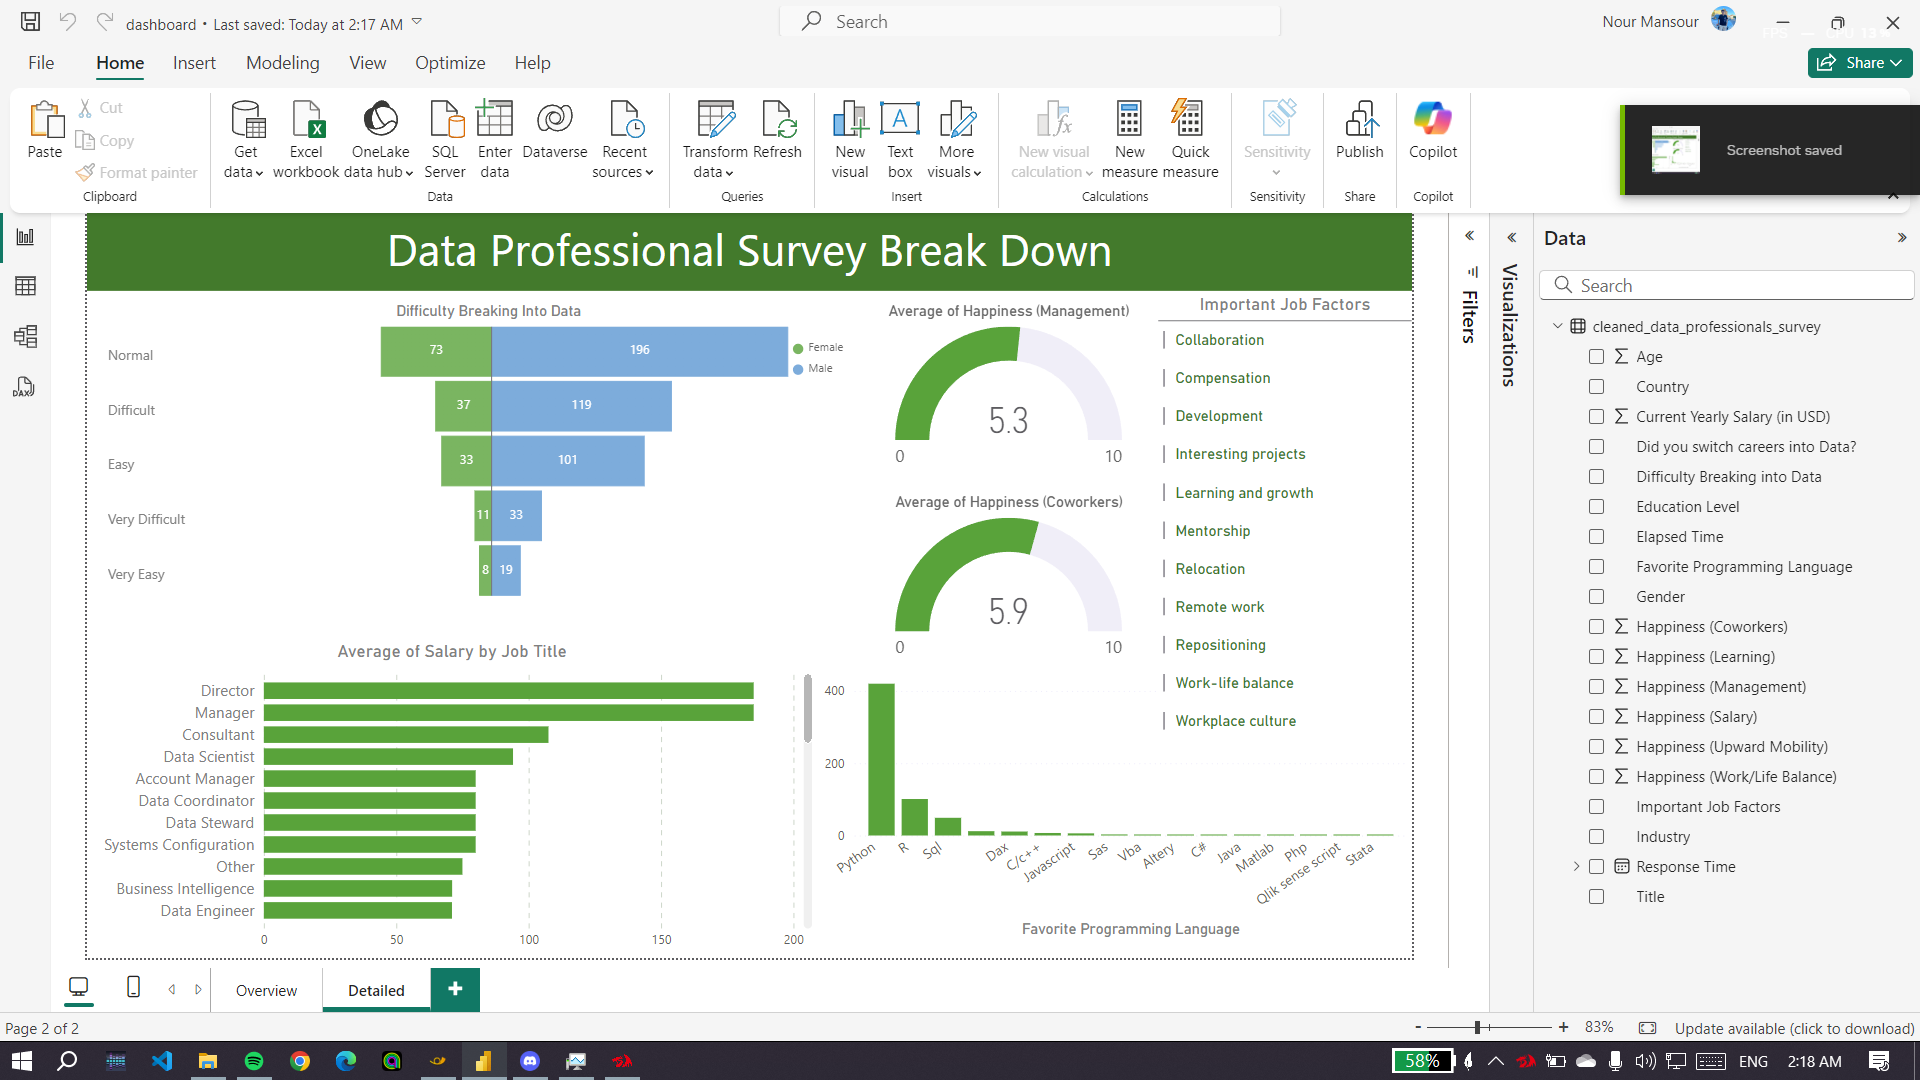 dashboard • Last saved: Today at 2:17 AM
Search
Nour Mansour
File
Home
Insert
Modeling
View
Optimize
Help
Share
Paste
Cut
Copy
Format painter
Clipboard
Get data
Excel workbook
OneLake data hub
SQL Server
Enter data
Dataverse
Recent sources
Data
Transform data
Refresh
Queries
New visual
Text box
More visuals
Insert
New visual calculation
New measure
Quick measure
Calculations
Sensitivity
Sensitivity
Publish
Share
Copilot
Copilot
Screenshot saved
Data Professional Survey Break Down
Difficulty Breaking Into Data
Normal
73
196
Female
Male
Difficult
37
119
Easy
33
101
Very Difficult
11
33
Very Easy
8
19
Average of Happiness (Management)
5.3
0
10
Average of Happiness (Coworkers)
5.9
0
10
Important Job Factors
Collaboration
Compensation
Development
Interesting projects
Learning and growth
Mentorship
Relocation
Remote work
Repositioning
Work-life balance
Workplace culture
Average of Salary by Job Title
Director
Manager
Consultant
Data Scientist
Account Manager
Data Coordinator
Data Steward
Systems Configuration
Other
Business Intelligence
Data Engineer
0
50
100
150
200
400
200
0
Python
R
Sql
Dax
C/c++
Javascript
Sas
Vba
Altery
C#
Java
Matlab
Php
Qlik sense script
Stata
Favorite Programming Language
Filters
Visualizations
Data
Search
cleaned_data_professionals_survey
Age
Country
Current Yearly Salary (in USD)
Did you switch careers into Data?
Difficulty Breaking into Data
Education Level
Elapsed Time
Favorite Programming Language
Gender
Happiness (Coworkers)
Happiness (Learning)
Happiness (Management)
Happiness (Salary)
Happiness (Upward Mobility)
Happiness (Work/Life Balance)
Important Job Factors
Industry
Response Time
Title
Overview
Detailed
Page 2 of 2
83%
Update available (click to download)
58%
ENG
2:18 AM